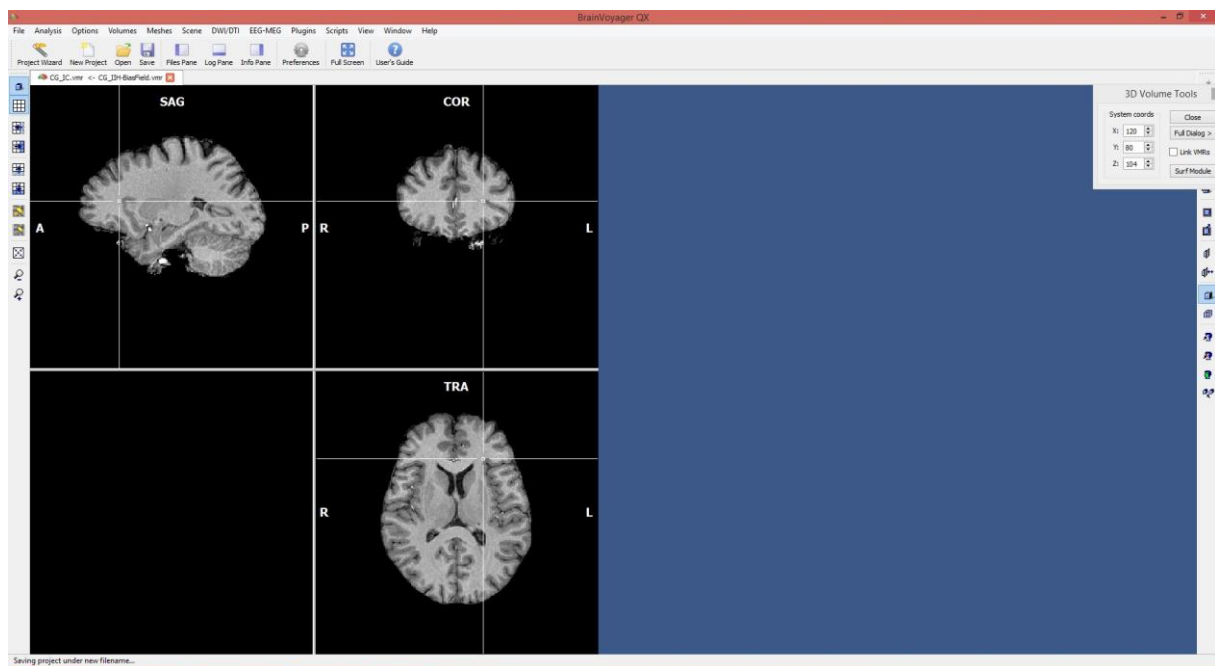 BrainVoyager QX
File Analysis Options Volumes Meshes Scene DWI/DTI EEG-MEG Plugins Scripts View Window Help
Project Wizard New Project Open Save Files Pane Log Pane Info Pane Preferences Full Screen User's Guide
CG_IC.vmr <- CG_IIH-BiasField.vmr
SAG
COR
A
P
R
L
TRA
R
L
3D Volume Tools
System coords
Close
X: 120
Full Dialog >
Y: 80
Link VMRs
Z: 104
Surf Module
Saving project under new filename...